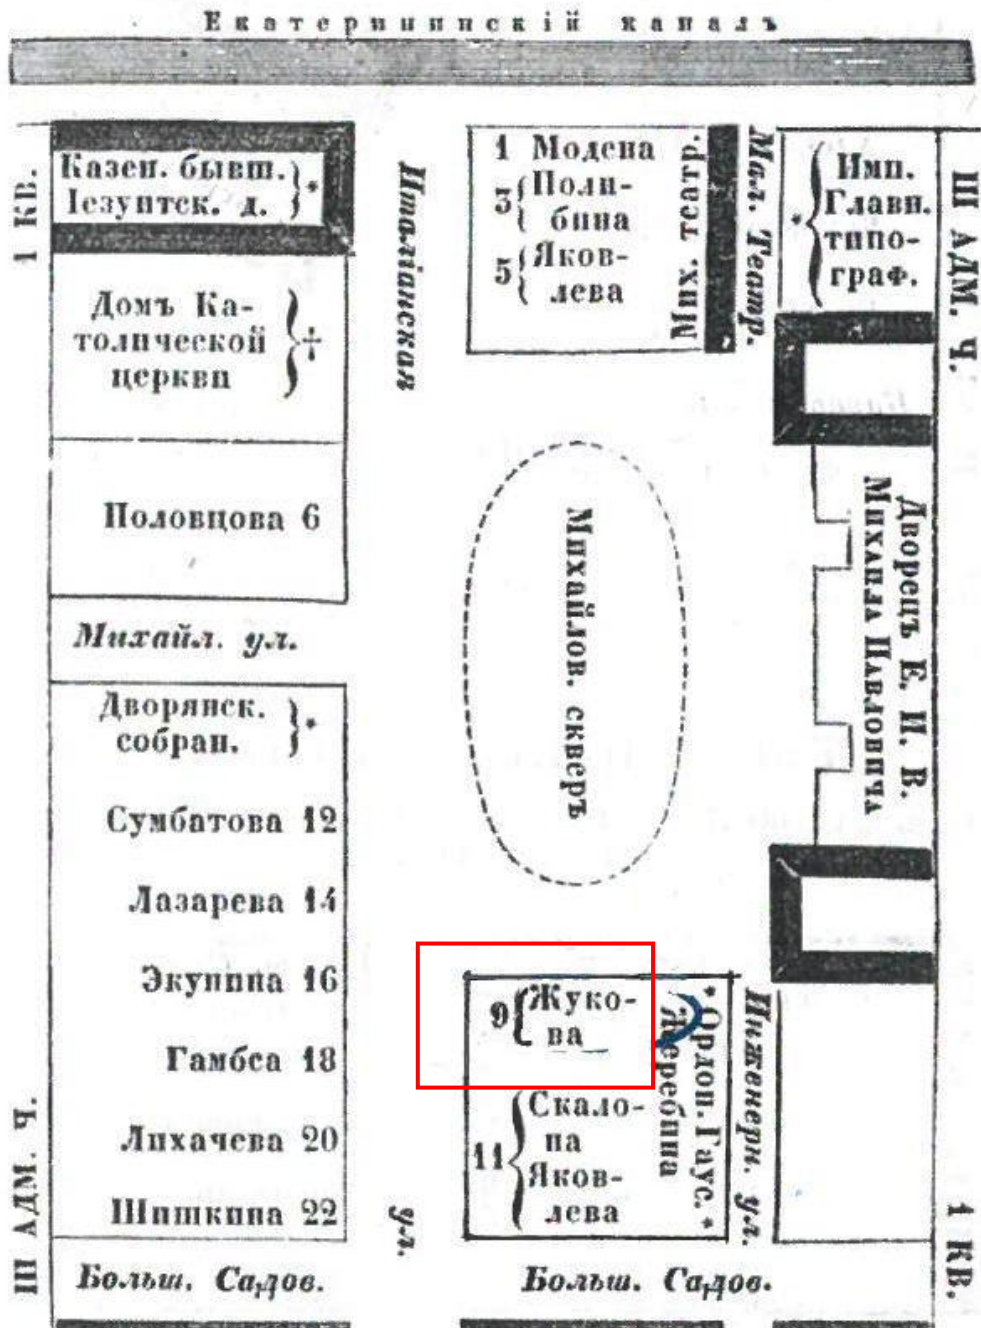 Екатерининскій каналъ
1 КВ.
Казен. бывш.
Іезуитск. д.
*
Домъ Ка-
толической
церкви
†
Половцова 6
Михайл. ул.
Дворянск.
собран.
*
Сумбатова 12
Лазарева 14
Экунина 16
Гамбса 18
Лихачева 20
Шишкина 22
III АДМ. Ч.
Больш. Садов.
Италіанская
ул.
1 Модена
3 Поли-
бина
5 Яков-
лева
Мих. театр.
Мал. Театр.
Михайлов. скверъ
9 Жуко-
ва
11 Скало-
на
Яков-
лева
*Ордон. Гаус.*
Жеребина
Инженерн. ул.
Больш. Садов.
* Имп.
Главн.
типо-
граф.
Дворецъ Е. И. В.
Михаила Павловича
III АДМ. Ч.
1 КВ.